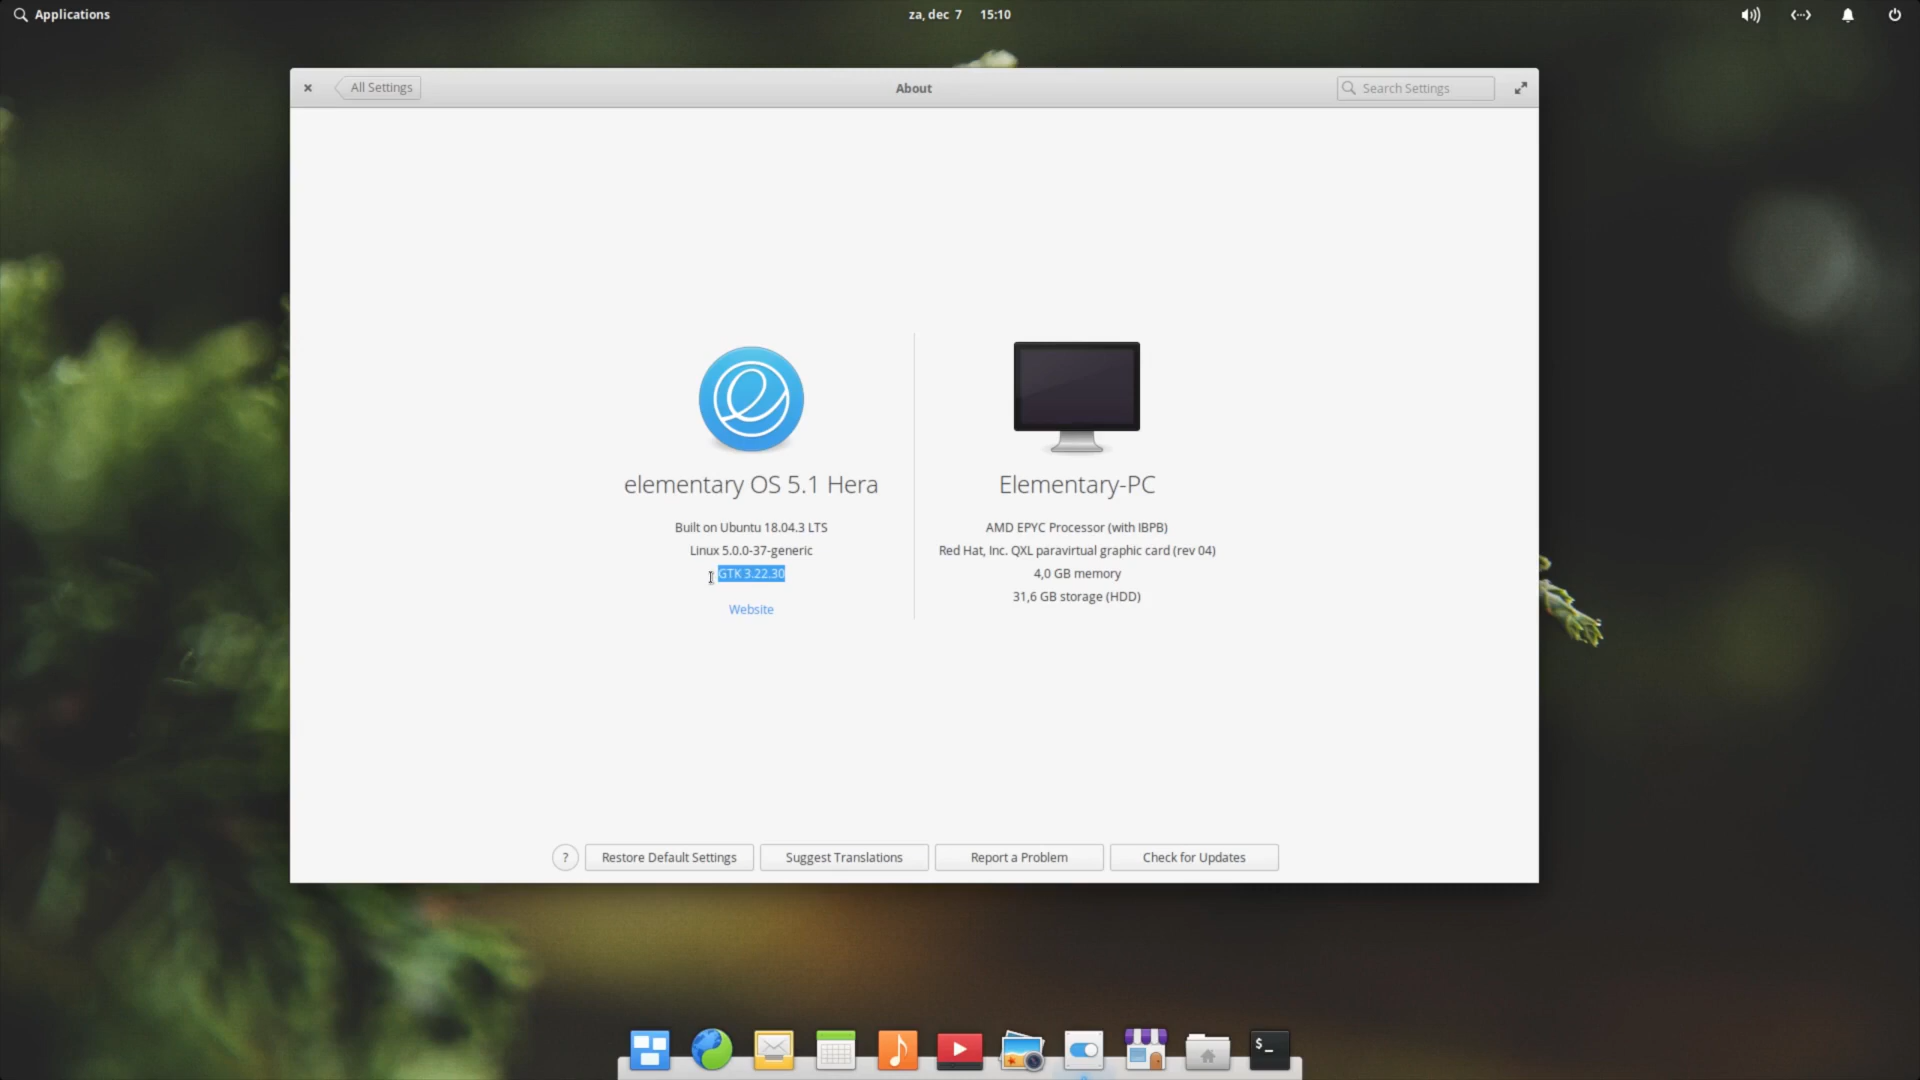 Applications
za, dec 7 15:10
All Settings
About
Search Settings
elementary OS 5.1 Hera
Built on Ubuntu 18.04.3 LTS
Linux 5.0.0-37-generic
GTK 3.22.30
Website
Elementary-PC
AMD EPYC Processor (with IBPB)
Red Hat, Inc. QXL paravirtual graphic card (rev 04)
4,0 GB memory
31,6 GB storage (HDD)
?
Restore Default Settings
Suggest Translations
Report a Problem
Check for Updates
$_